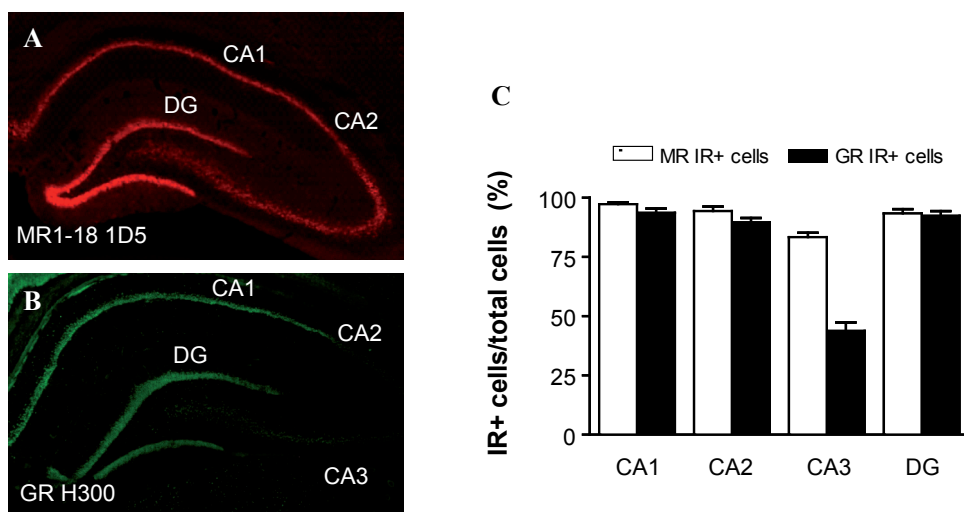 A
CA1
DG
CA2
MR1-18 1D5
B
CA1
CA2
DG
CA3
GR H300
C
MR IR+ cells GR IR+ cells
IR+ cells/total cells (%)
100
75
50
25
0
CA1 CA2 CA3 DG